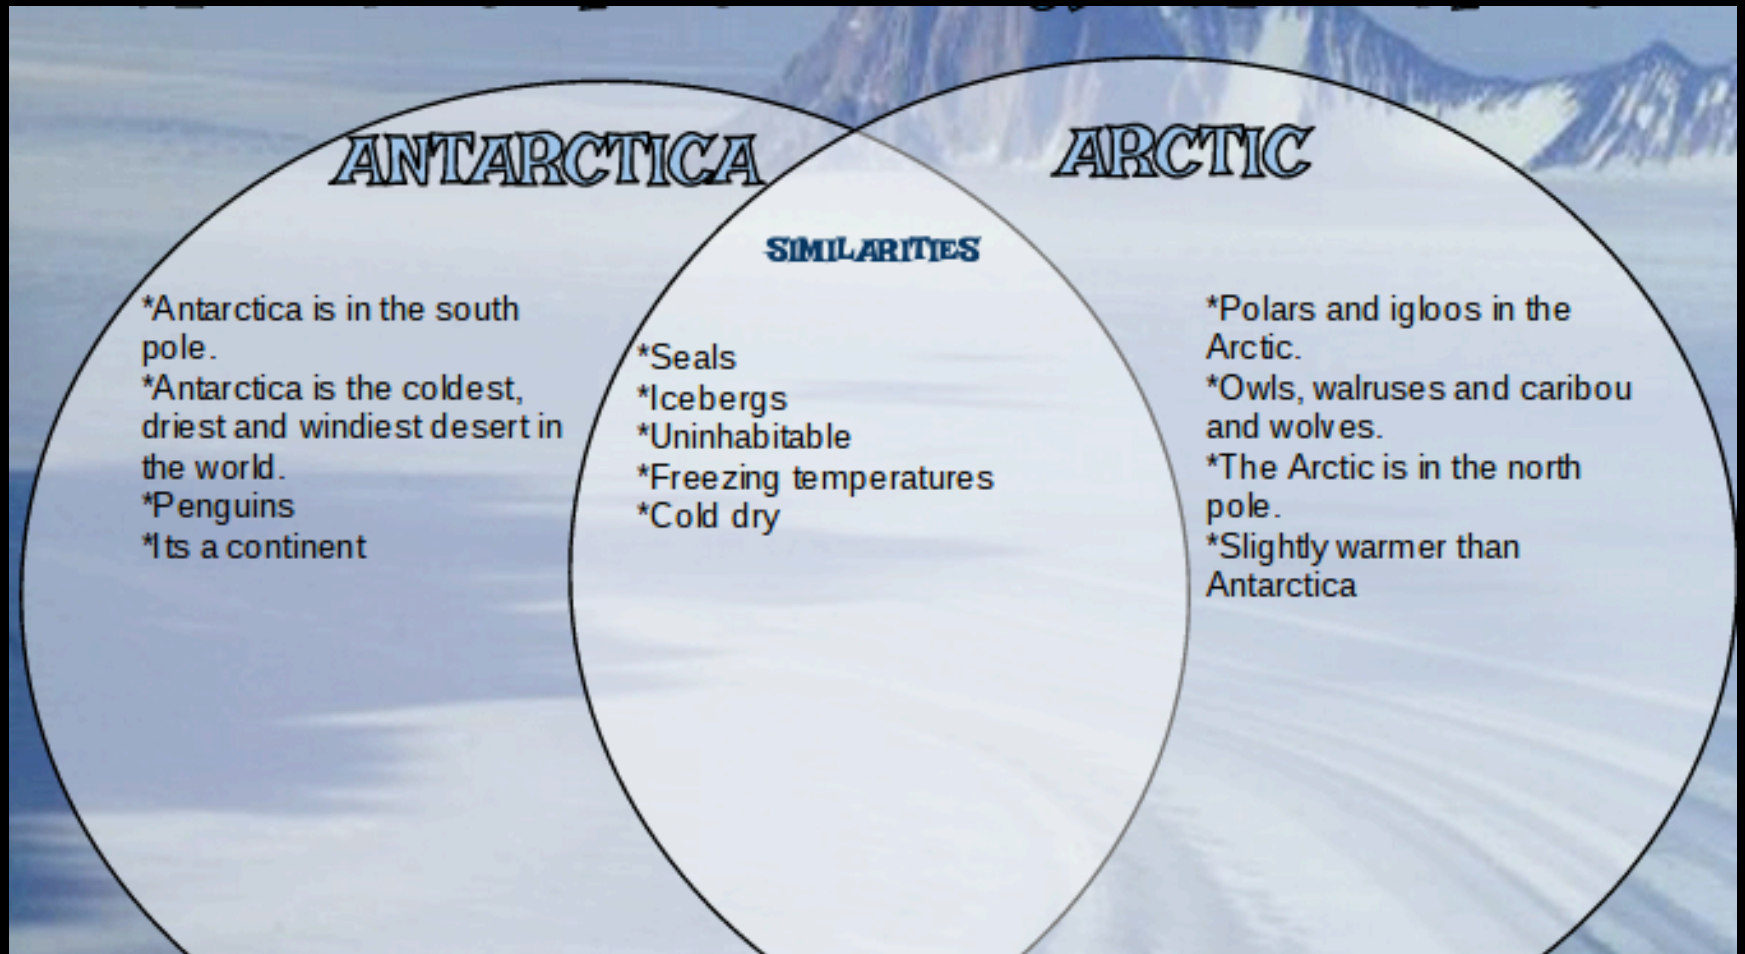 ANTARCTICA
*Antarctica is in the south
pole.
*Antarctica is the coldest,
driest and windiest desert in
the world.
*Penguins
*Its a continent
SIMILARITIES
*Seals
*Icebergs
*Uninhabitable
*Freezing temperatures
*Cold dry
ARCTIC
*Polars and igloos in the
Arctic.
*Owls, walruses and caribou
and wolves.
*The Arctic is in the north
pole.
*Slightly warmer than
Antarctica